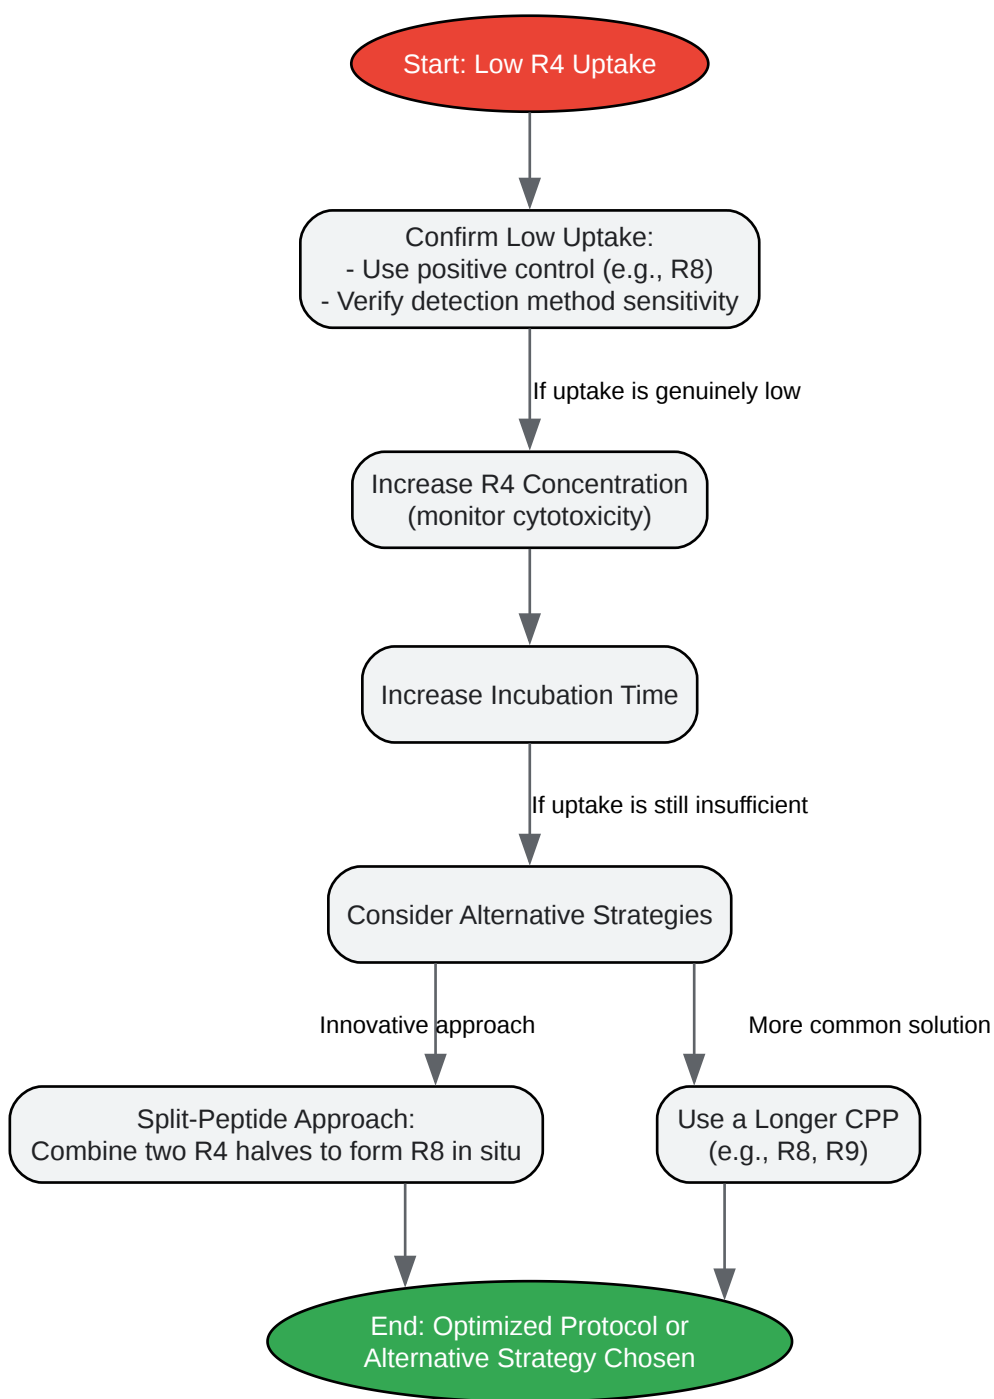 Start: Low R4 Uptake
Confirm Low Uptake:
- Use positive control (e.g., R8)
- Verify detection method sensitivity
If uptake is genuinely low
Increase R4 Concentration
(monitor cytotoxicity)
Increase Incubation Time
If uptake is still insufficient
Consider Alternative Strategies
Innovative approach
More common solution
Split-Peptide Approach:
Combine two R4 halves to form R8 in situ
Use a Longer CPP
(e.g., R8, R9)
End: Optimized Protocol or
Alternative Strategy Chosen